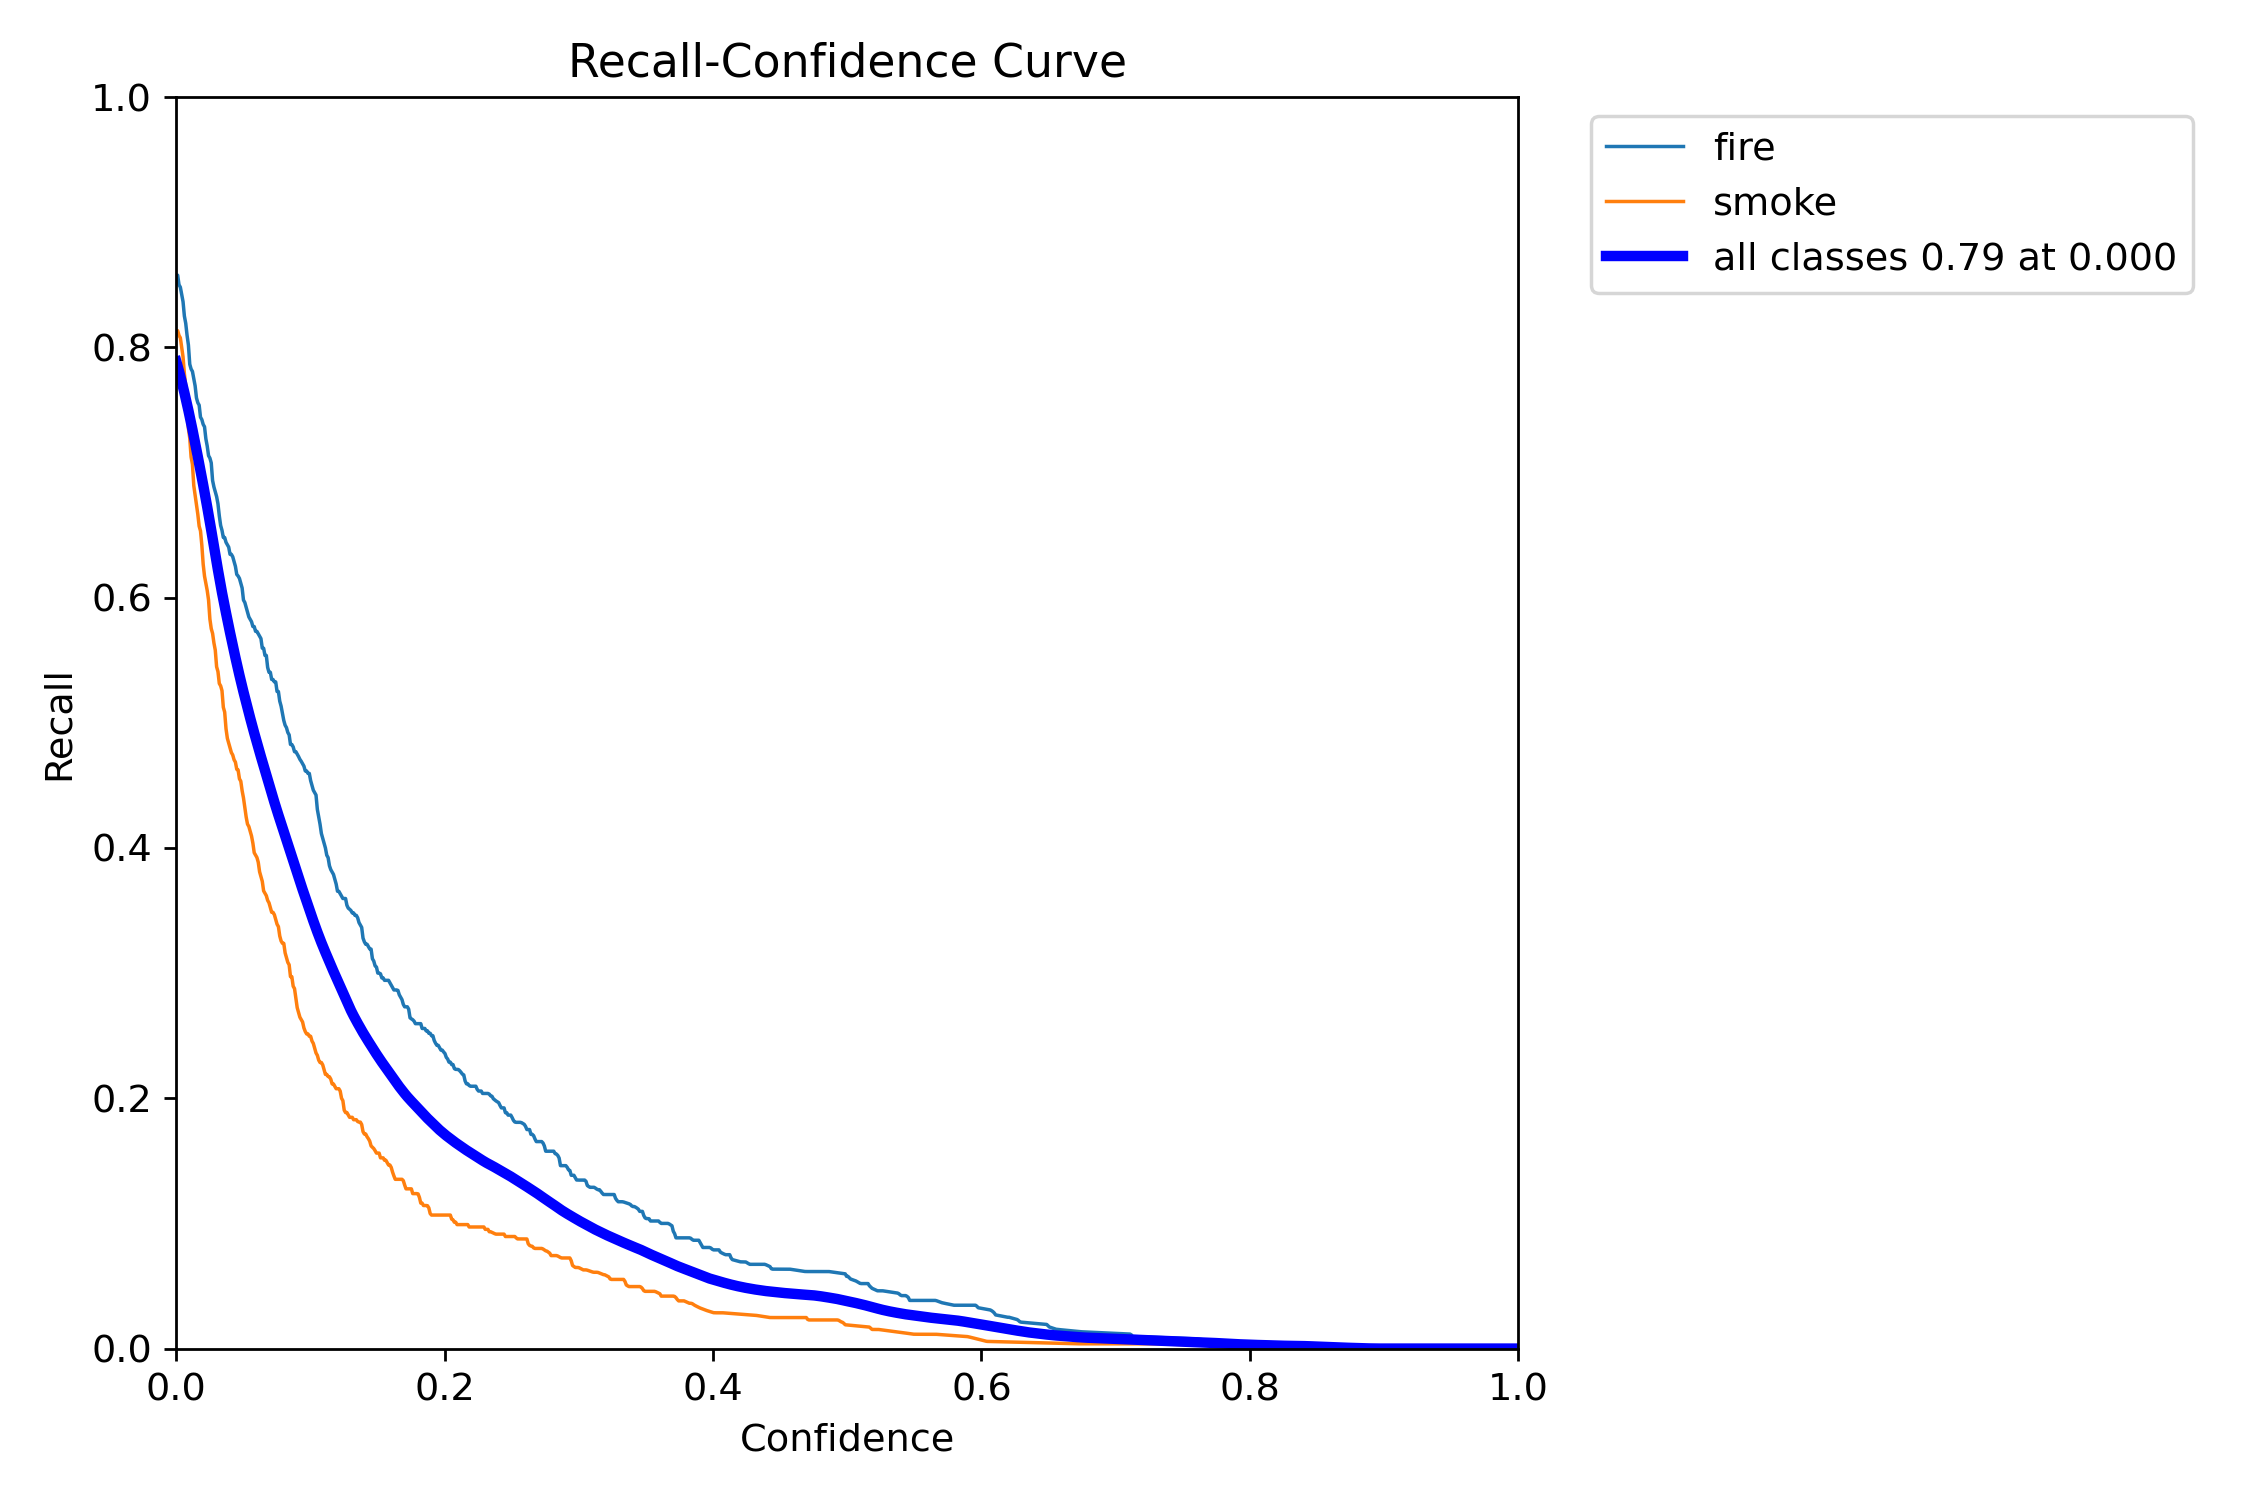 Recall-Confidence Curve
1.0
0.8
0.6
0.4
0.2
0.0
Recall
0.0 0.2 0.4 0.6 0.8 1.0
Confidence
fire
smoke
all classes 0.79 at 0.000